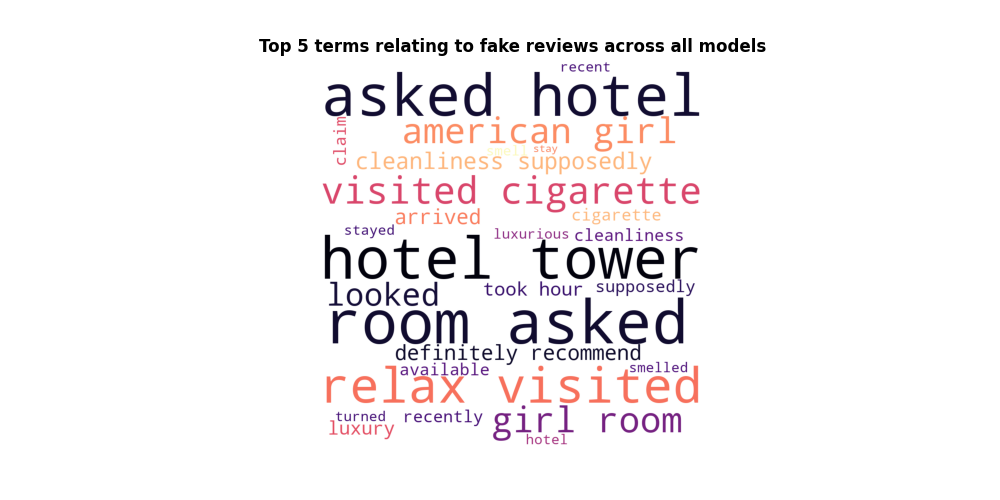 Top 5 terms relating to fake reviews across all models
recent
asked hotel
claim
american girl
smell
stay
cleanliness supposedly
visited cigarette
arrived
cigarette
stayed
luxurious
cleanliness
hotel tower
looked
took hour
supposedly
room asked
definitely recommend
available
smelled
relax visited
turned
recently
girl room
luxury
hotel